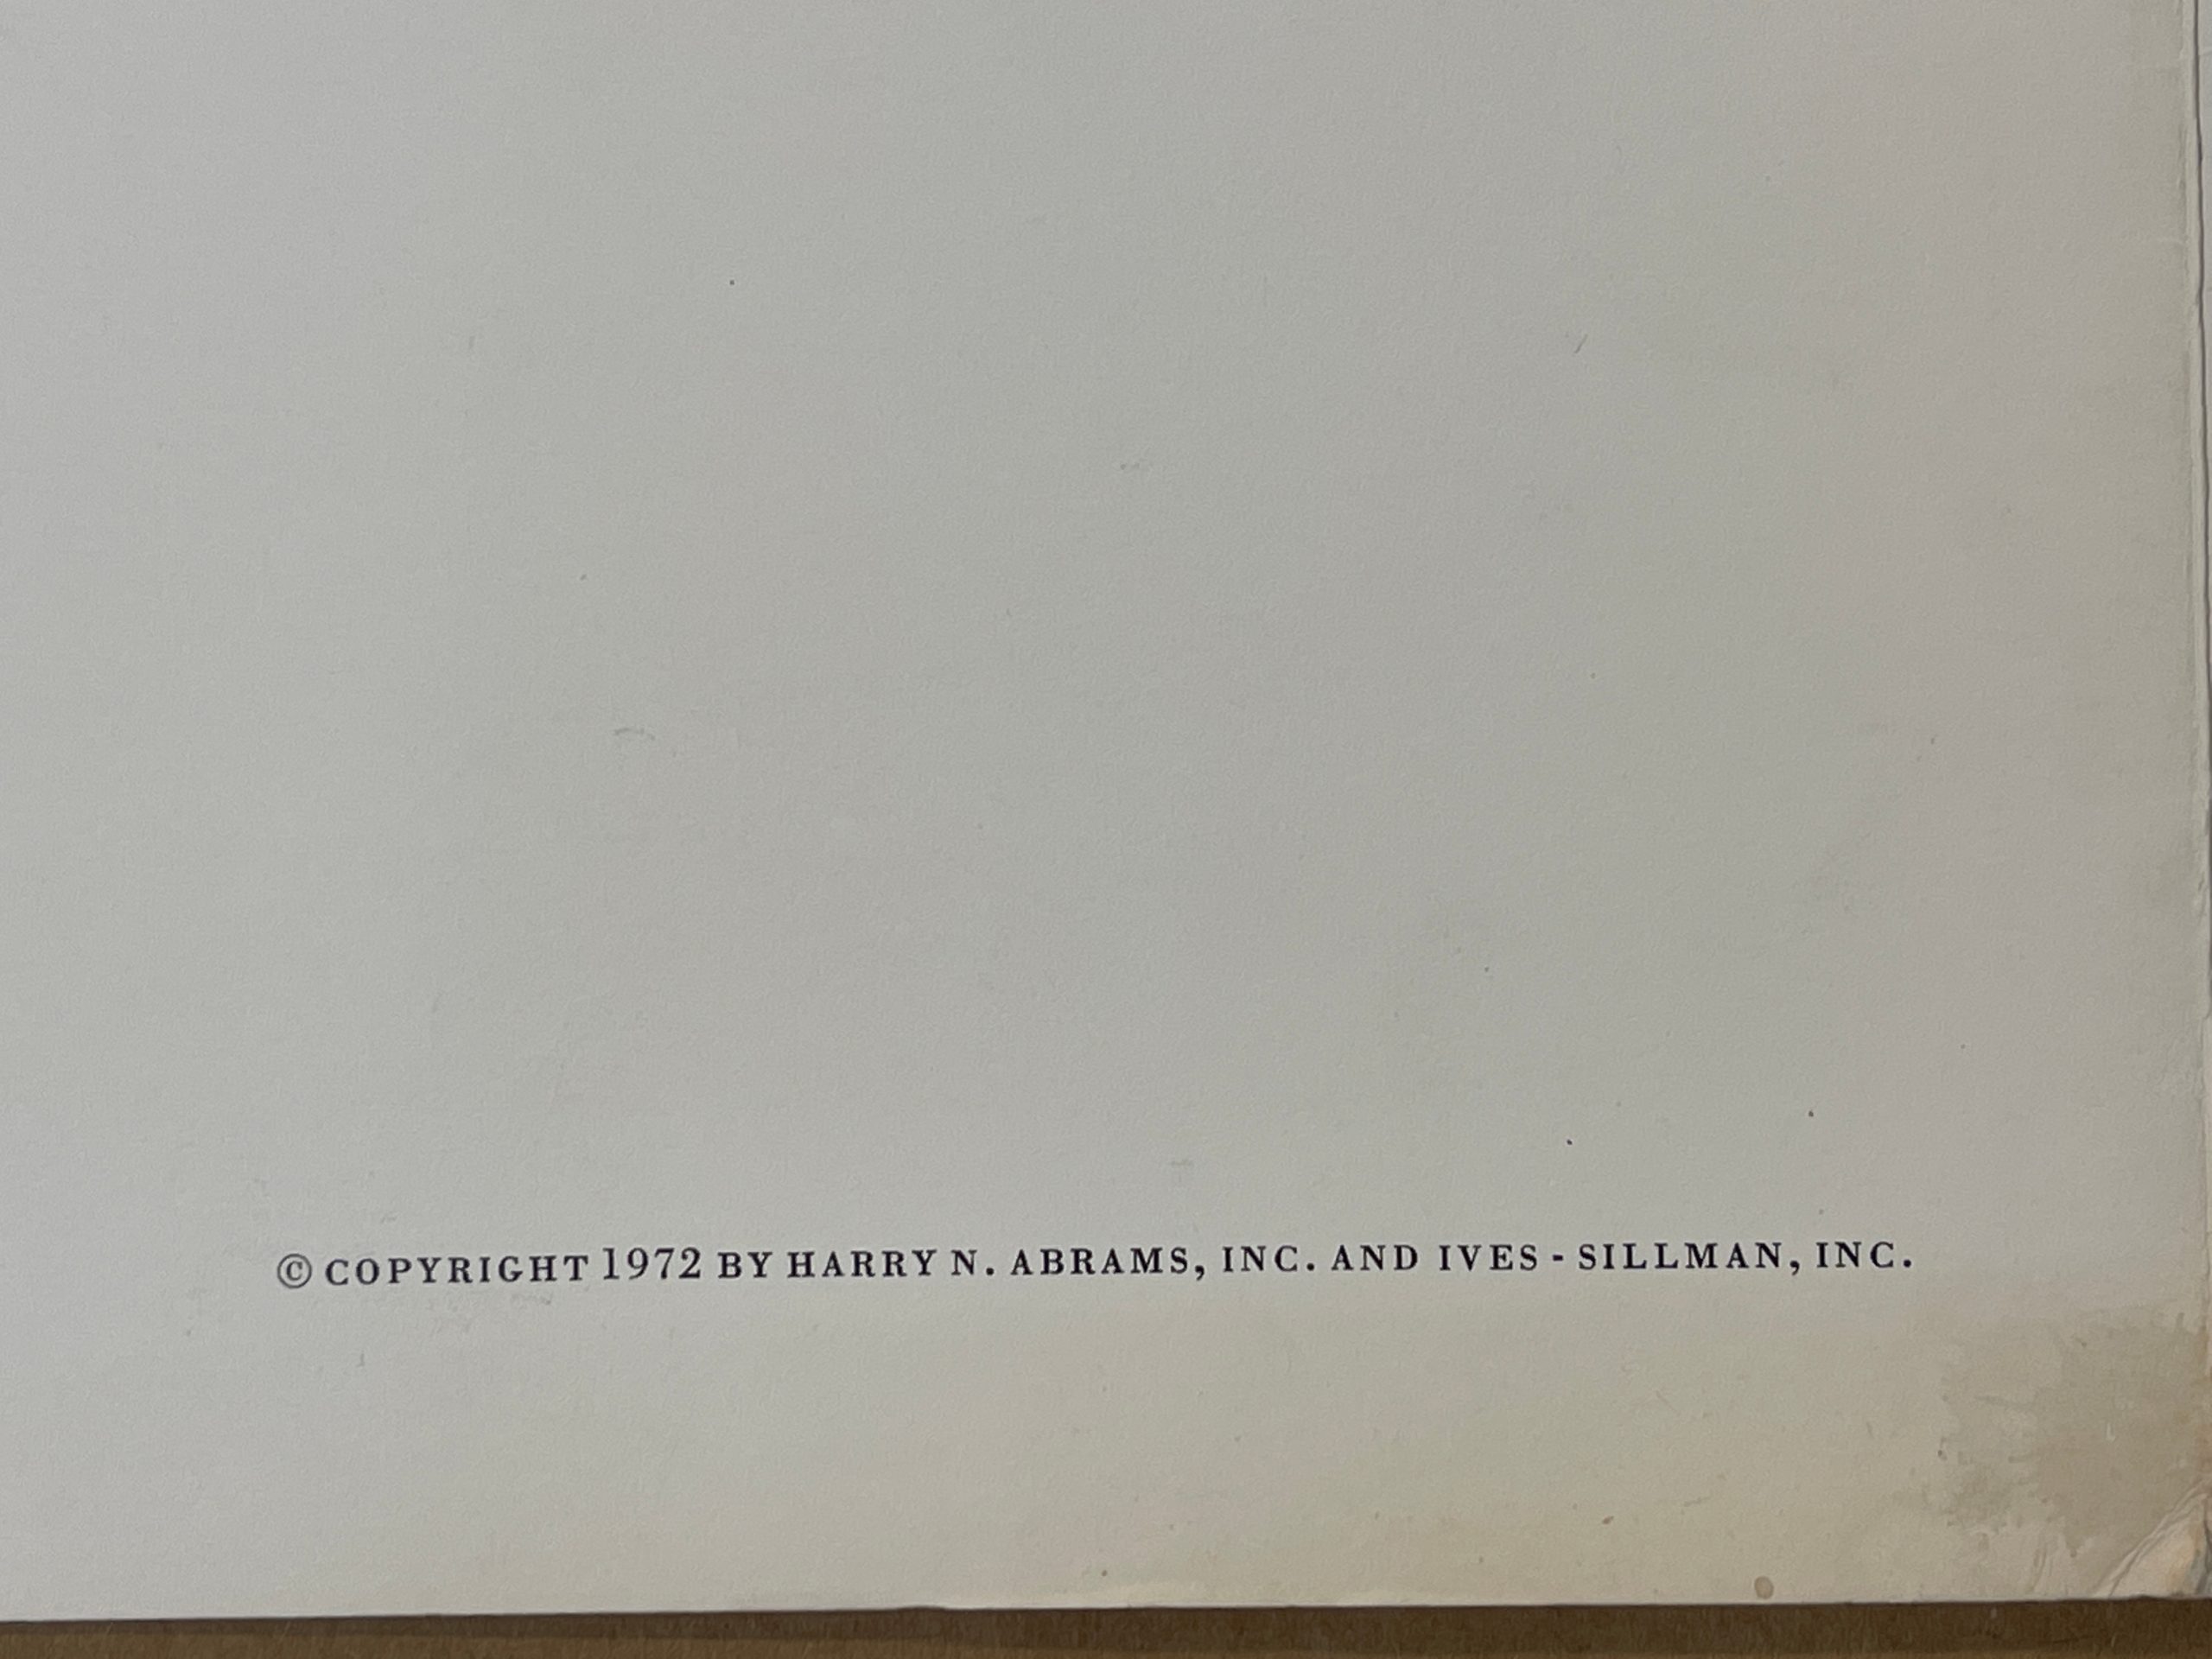 © COPYRIGHT 1972 BY HARRY N. ABRAMS, INC. AND IVES - SILLMAN, INC.